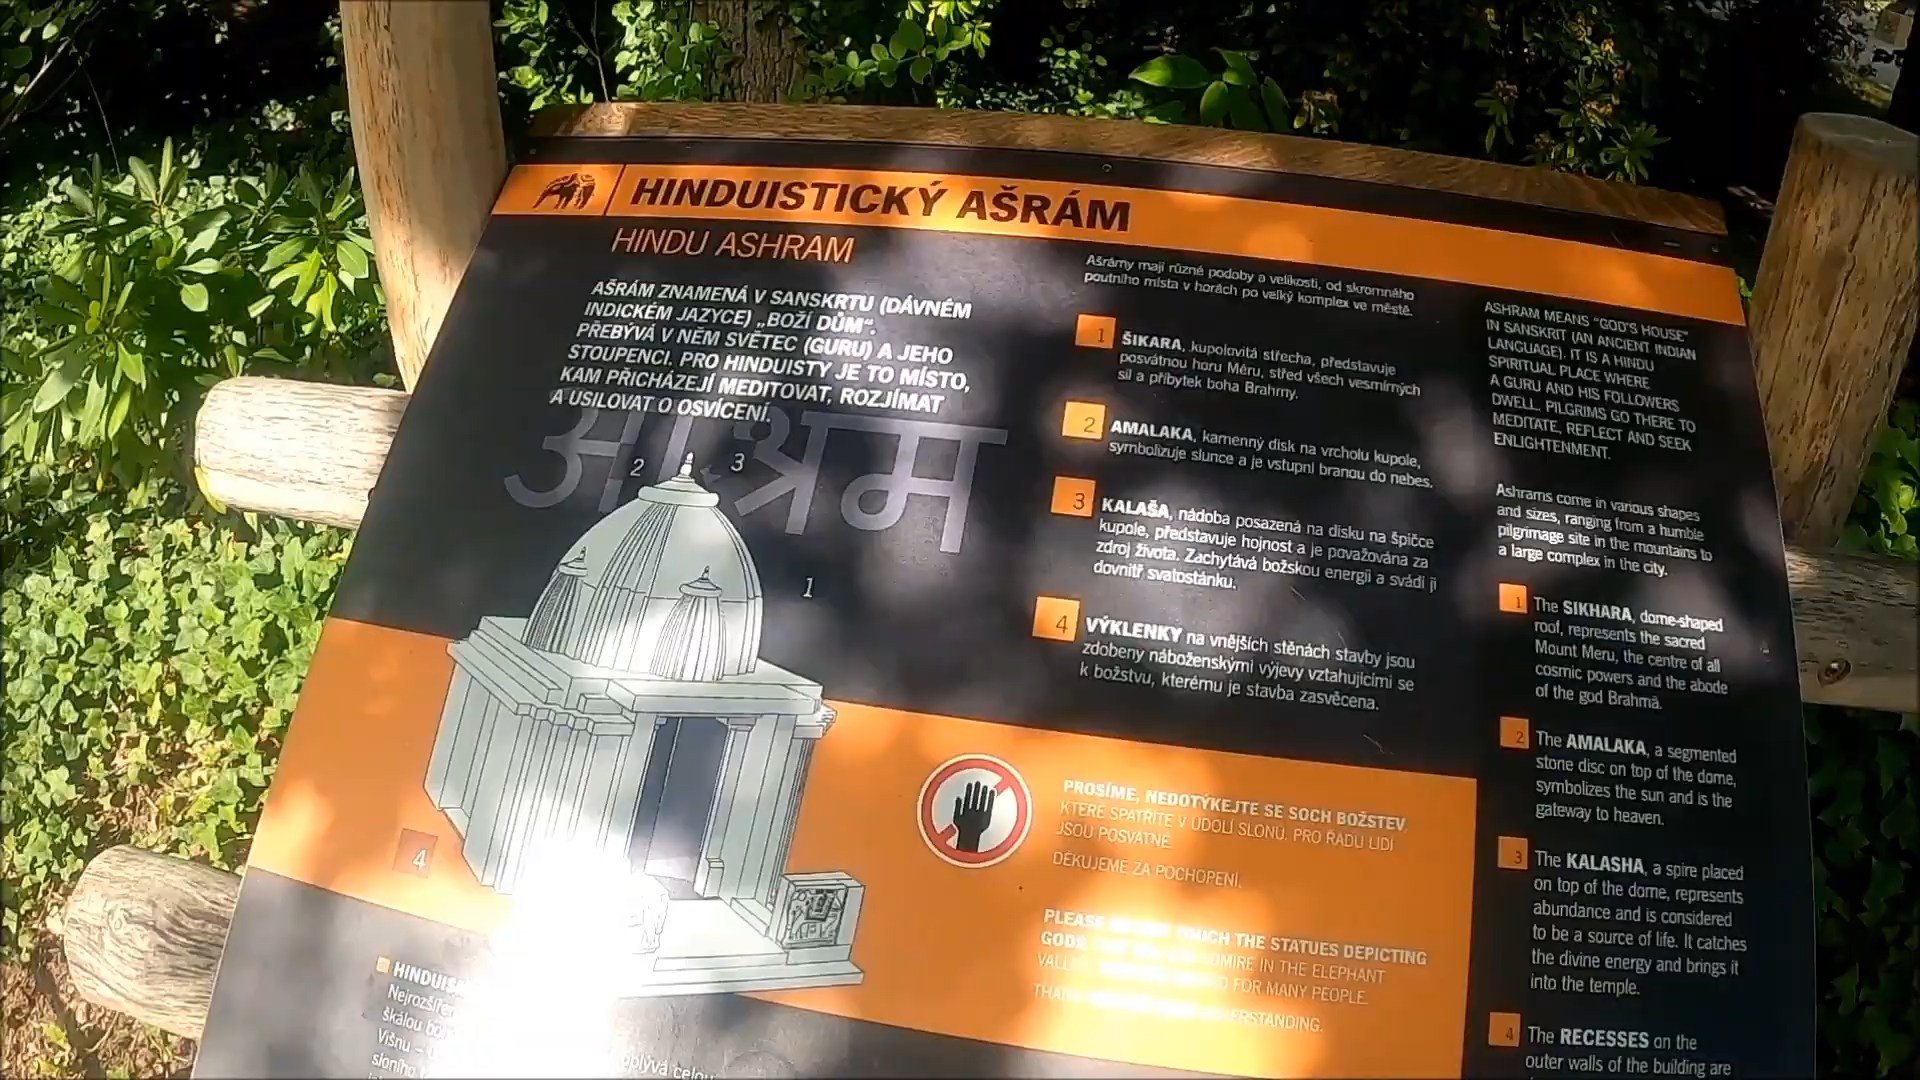 HINDUISTICKÝ AŠRÁM
HINDU ASHRAM
AŠRÁM ZNAMENÁ V SANSKRTU (DÁVNÉM
INDICKÉM JAZYCE) „BOŽÍ DŮM“.
PŘEBÝVÁ V NĚM SVĚTEC (GURU) A JEHO
STOUPENCI. PRO HINDUISTY JE TO MÍSTO,
KAM PŘICHÁZEJÍ MEDITOVAT, ROZJÍMAT
A USILOVAT O OSVÍCENÍ.
आश्रम
2
3
1
4
HINDUIS
Nejrozšíře
škálou bo
Višnu –
sloního
oplývá celou
Ašrámy mají různé podoby a velikosti, od skromného
poutního místa v horách po velký komplex ve městě.
1 ŠIKARA, kupolovitá střecha, představuje
posvátnou horu Méru, střed všech vesmírných
sil a příbytek boha Brahmy.
2 AMALAKA, kamenný disk na vrcholu kupole,
symbolizuje slunce a je vstupní branou do nebes.
3 KALAŠA, nádoba posazená na disku na špičce
kupole, představuje hojnost a je považována za
zdroj života. Zachytává božskou energii a svádí ji
dovnitř svatostánku.
4 VÝKLENKY na vnějších stěnách stavby jsou
zdobeny náboženskými výjevy vztahujícími se
k božstvu, kterému je stavba zasvěcena.
PROSÍME, NEDOTÝKEJTE SE SOCH BOŽSTEV,
KTERÉ SPATŘÍTE V ÚDOLÍ SLONŮ. PRO ŘADU LIDÍ
JSOU POSVÁTNÉ.
DĚKUJEME ZA POCHOPENÍ.
PLEASE TOUCH THE STATUES DEPICTING
GODS ADMIRE IN THE ELEPHANT
FOR MANY PEOPLE.
ASHRAM MEANS “GOD’S HOUSE”
IN SANSKRIT (AN ANCIENT INDIAN
LANGUAGE). IT IS A HINDU
SPIRITUAL PLACE WHERE
A GURU AND HIS FOLLOWERS
DWELL. PILGRIMS GO THERE TO
MEDITATE, REFLECT AND SEEK
ENLIGHTENMENT.
Ashrams come in various shapes
and sizes, ranging from a humble
pilgrimage site in the mountains to
a large complex in the city.
1 The SIKHARA, dome-shaped
roof, represents the sacred
Mount Meru, the centre of all
cosmic powers and the abode
of the god Brahmā.
2 The AMALAKA, a segmented
stone disc on top of the dome,
symbolizes the sun and is the
gateway to heaven.
3 The KALASHA, a spire placed
on top of the dome, represents
abundance and is considered
to be a source of life. It catches
the divine energy and brings it
into the temple.
4 The RECESSES on the
outer walls of the building are